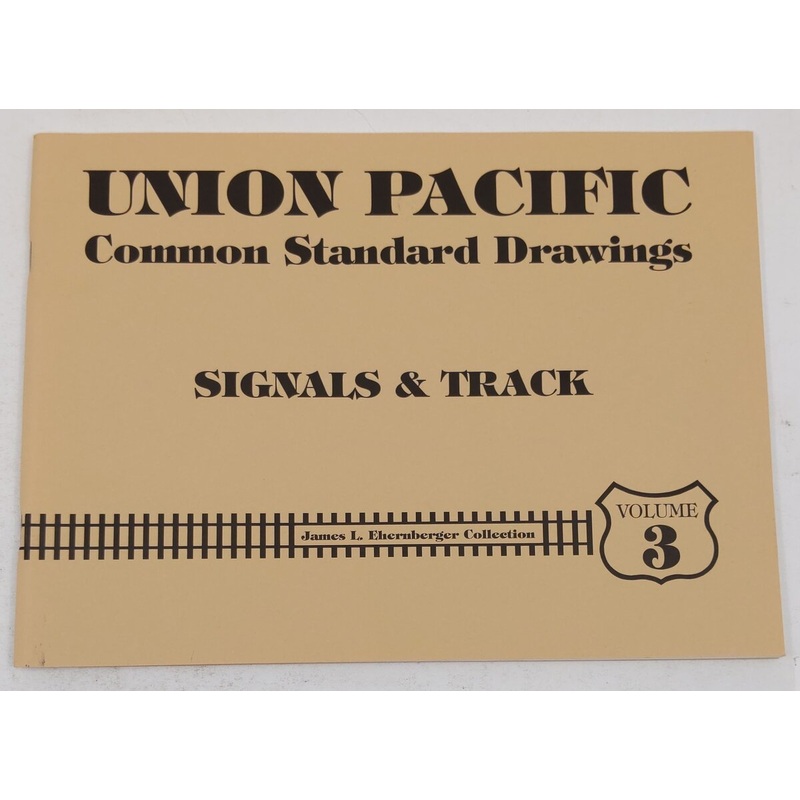 UNION PACIFIC
Common Standard Drawings
SIGNALS & TRACK
James L. Ehernberger Collection
VOLUME
3